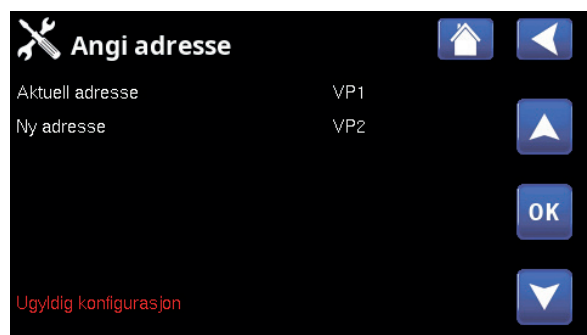 Angi adresse
Aktuell adresse VP1
Ny adresse VP2
OK
Ugyldig konfigurasjon